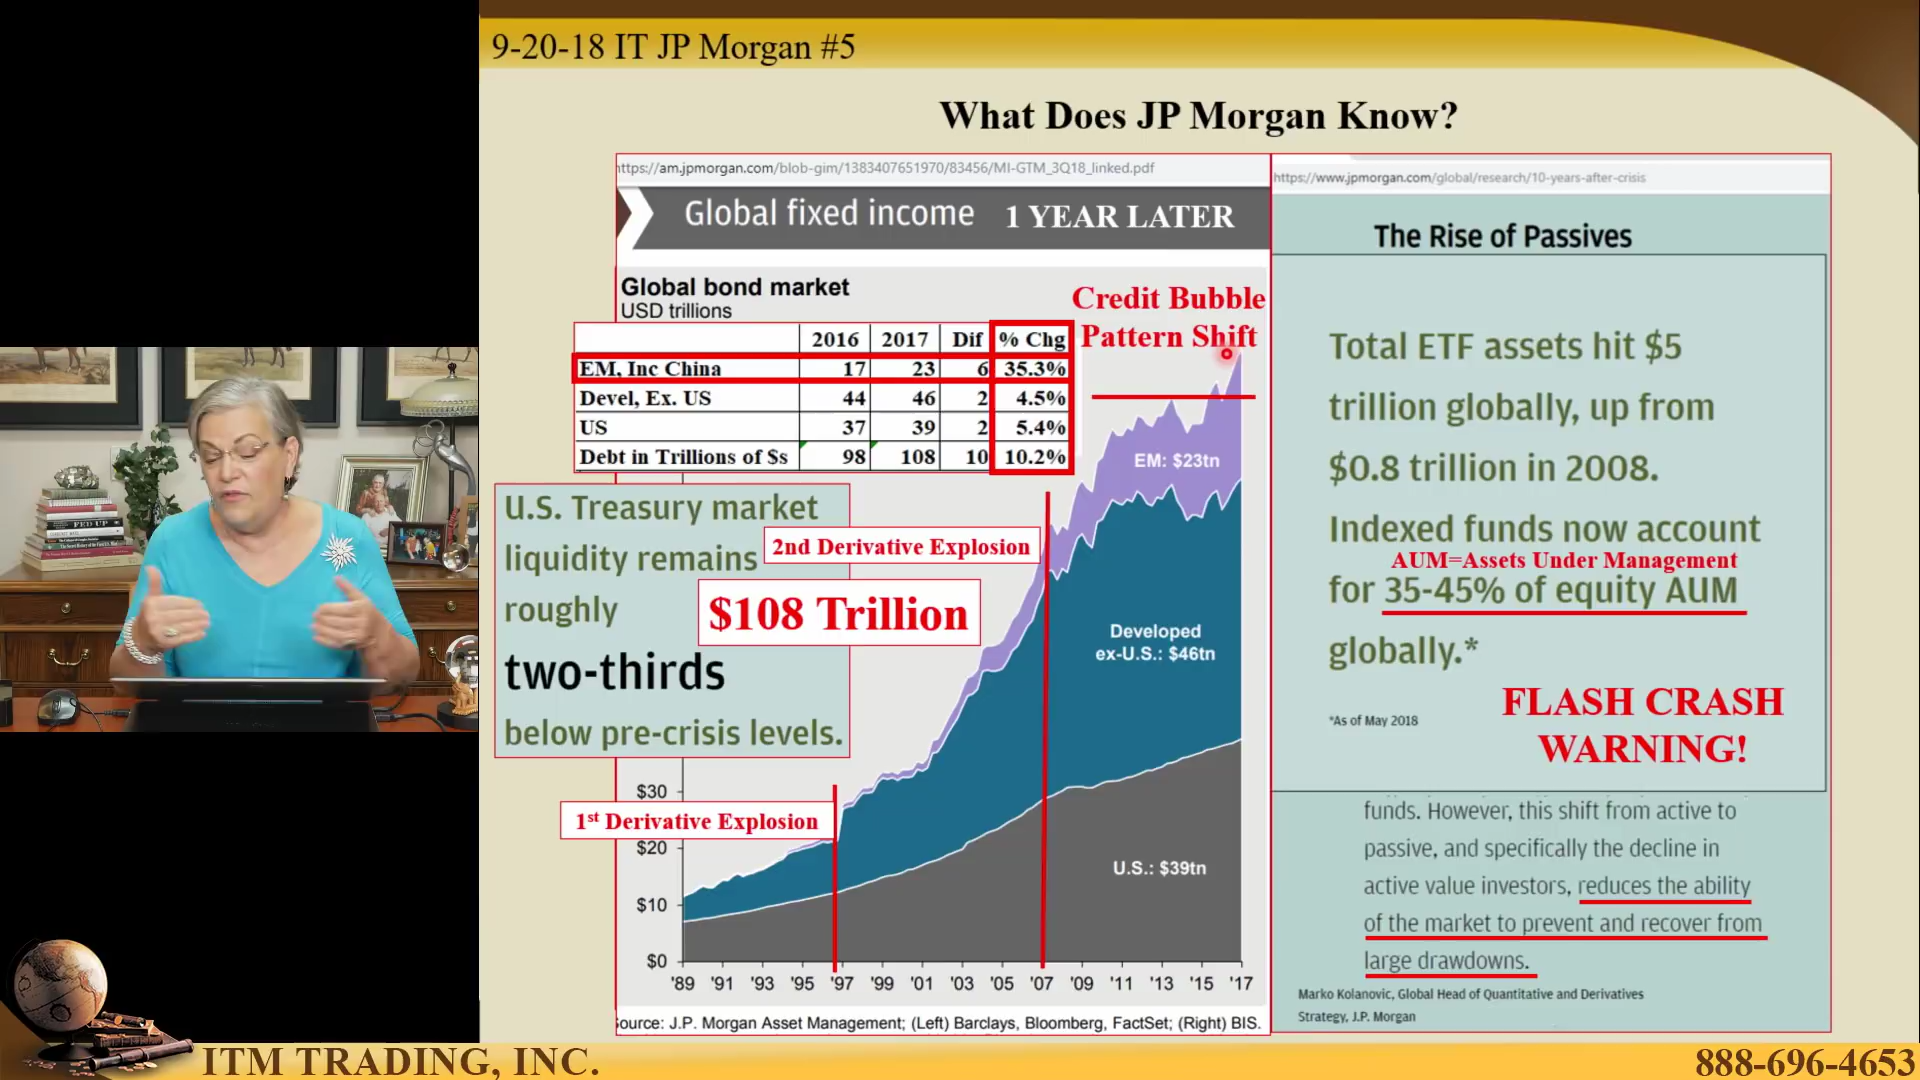 9-20-18 IT JP Morgan #5
What Does JP Morgan Know?
https://am.jpmorgan.com/blob-gim/1383407651970/83456/MI-GTM_3Q18_linked.pdf
Global fixed income 1 YEAR LATER
Global bond market
USD trillions
Credit Bubble
Pattern Shift
2016 2017 Dif % Chg
EM, Inc China 17 23 6 35.3%
Devel, Ex. US 44 46 2 4.5%
US 37 39 2 5.4%
Debt in Trillions of $s 98 108 10 10.2%
EM: $23tn
U.S. Treasury market
liquidity remains
roughly
two-thirds
below pre-crisis levels.
2nd Derivative Explosion
$108 Trillion
Developed
ex-U.S.: $46tn
1st Derivative Explosion
U.S.: $39tn
$30
$20
$10
$0
'89 '91 '93 '95 '97 '99 '01 '03 '05 '07 '09 '11 '13 '15 '17
Source: J.P. Morgan Asset Management; (Left) Barclays, Bloomberg, FactSet; (Right) BIS.
https://www.jpmorgan.com/global/research/10-years-after-crisis
The Rise of Passives
Total ETF assets hit $5
trillion globally, up from
$0.8 trillion in 2008.
Indexed funds now account
AUM=Assets Under Management
for 35-45% of equity AUM
globally.*
*As of May 2018
FLASH CRASH
WARNING!
funds. However, this shift from active to
passive, and specifically the decline in
active value investors, reduces the ability
of the market to prevent and recover from
large drawdowns.
Marko Kolanovic, Global Head of Quantitative and Derivatives
Strategy, J.P. Morgan
FED UP
ITM TRADING, INC.
888-696-4653